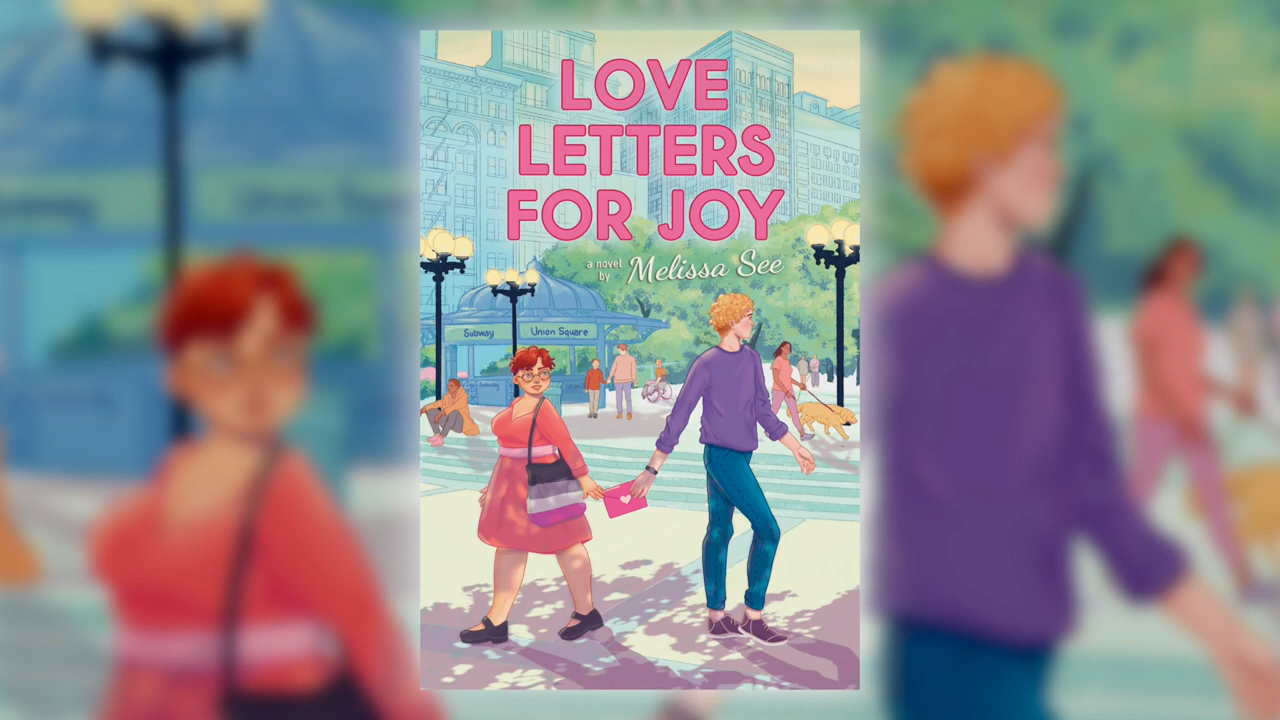 LOVE
LETTERS
FOR JOY
a novel
by Melissa See
Subway
Union Square